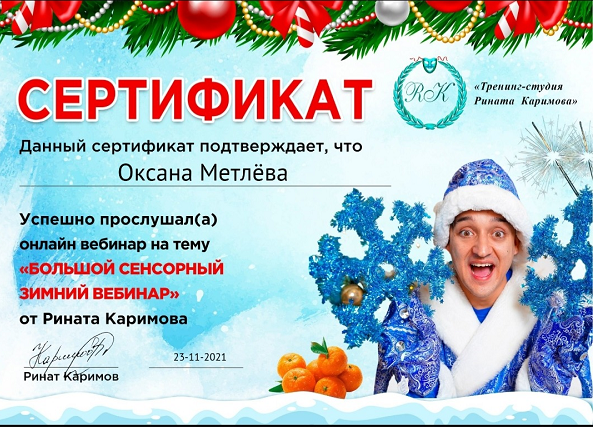 СЕРТИФИКАТ
RK
«Тренинг-студия
Рината Каримова»
Данный сертификат подтверждает, что
Оксана Метлёва
Успешно прослушал(а)
онлайн вебинар на тему
«БОЛЬШОЙ СЕНСОРНЫЙ
ЗИМНИЙ ВЕБИНАР»
от Рината Каримова
23-11-2021
Ринат Каримов